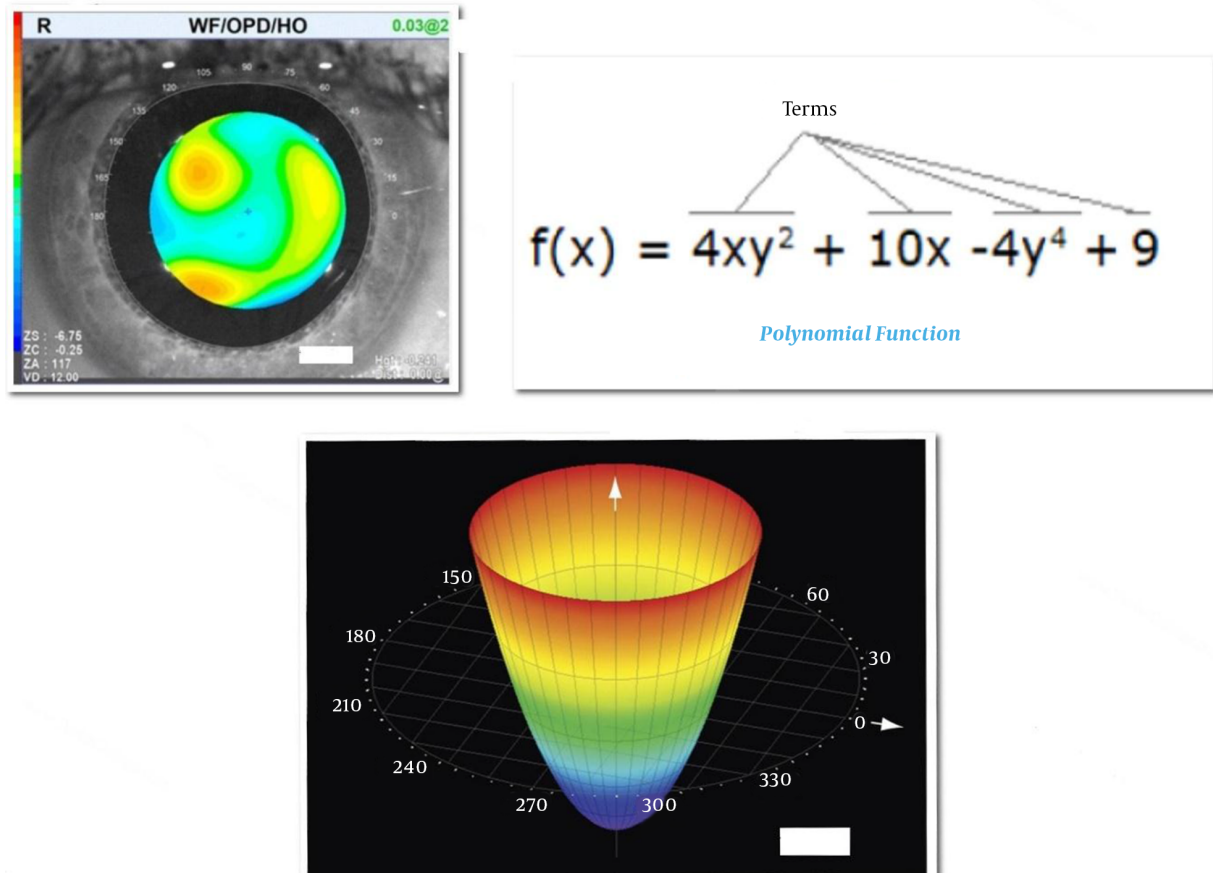 R WF/OPD/HO 0.03@2
90
105 75
120 60
135 45
150 30
165 15
180 0
ZS : -6.75
ZC : -0.25
ZA : 117
VD : 12.00
Terms
f(x) = 4xy² + 10x -4y⁴ + 9
Polynomial Function
150 60
180 30
210 0
240 330
270 300